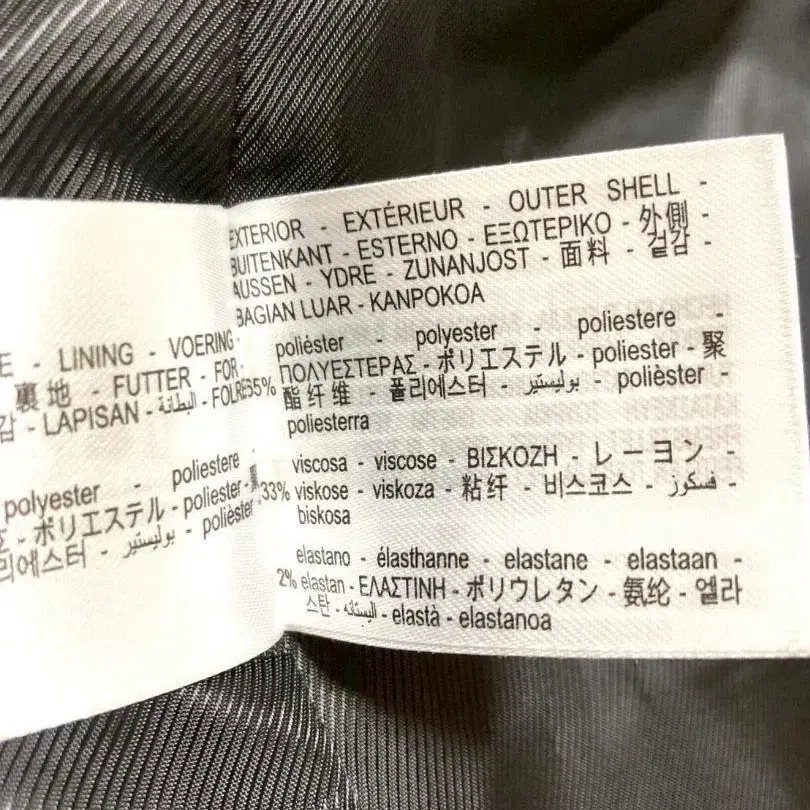 E - LINING - VOERING
裏地 - FUTTER - FOR
감 - LAPISAN - البطانة - FOLRE
polyester - poliestere
ポリエステル - poliester -
리에스터 - بوليستير - polièster
EXTERIOR - EXTÉRIEUR - OUTER SHELL -
BUITENKANT - ESTERNO - ΕΞΩΤΕΡΙΚΟ - 外側 -
AUSSEN - YDRE - ZUNANJOST - 面料 - 겉감 -
BAGIAN LUAR - KANPOKOA
polièster - polyester - poliestere -
ΠΟΛΥΕΣΤΕΡΑΣ - ポリエステル - poliester - 聚
55% 酯纤维 - 폴리에스터 - بوليستير - polièster -
poliesterra
viscosa - viscose - ΒΙΣΚΟΖΗ - レーヨン -
33% viskose - viskoza - 粘纤 - 비스코스 - فسكوز -
biskosa
elastano - élasthanne - elastane - elastaan -
2% elastan - ΕΛΑΣΤΙΝΗ - ポリウレタン - 氨纶 - 엘라
스탄 - اليستانه - elastà - elastanoa